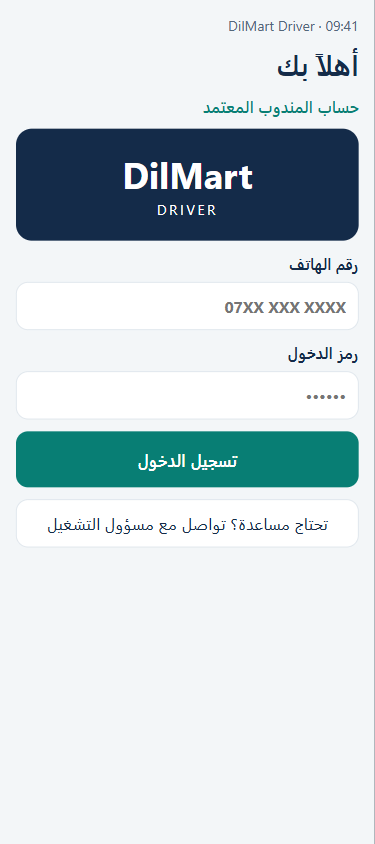 DilMart Driver · 09:41
أهلاً بك
حساب المندوب المعتمد
DilMart
DRIVER
رقم الهاتف
07XX XXX XXXX
رمز الدخول
••••••
تسجيل الدخول
تحتاج مساعدة؟ تواصل مع مسؤول التشغيل